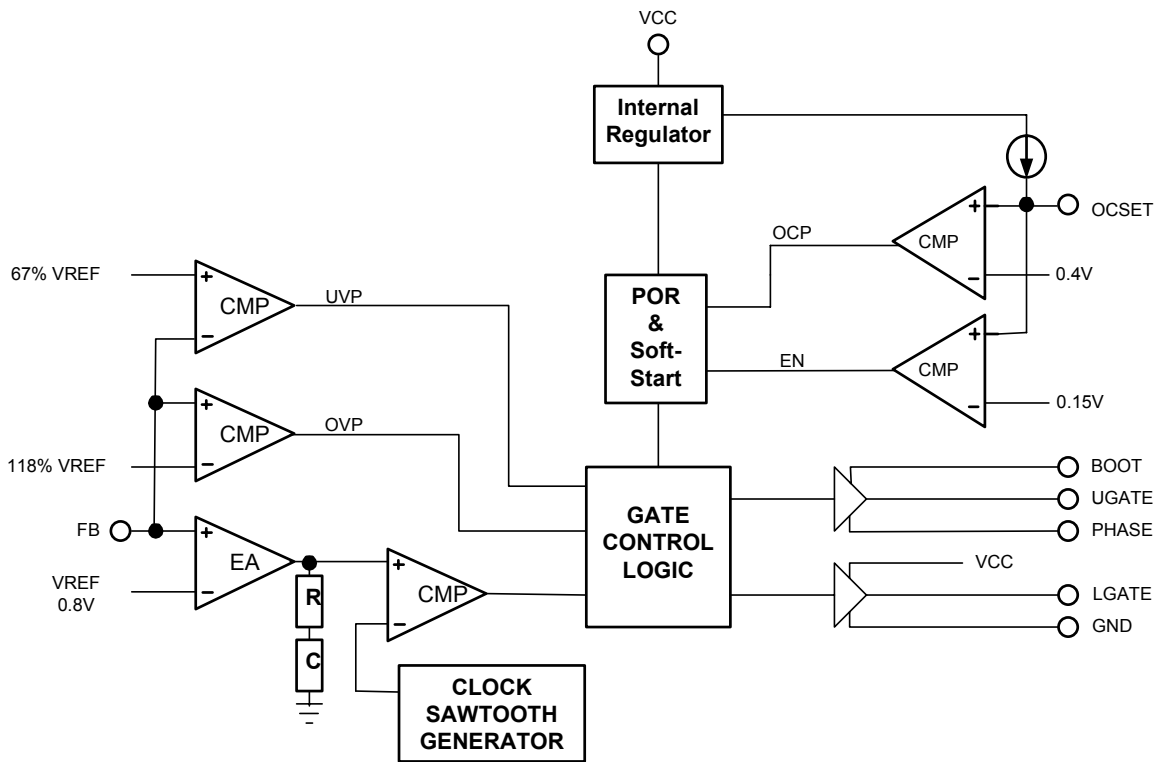 VCC
Internal
Regulator
+
OCSET
OCP
CMP
−
0.4V
67% VREF
+
CMP
UVP
−
POR
&
Soft-
Start
+
EN
CMP
−
0.15V
+
CMP
OVP
118% VREF
−
FB
+
EA
VREF
0.8V
−
R
C
+
CMP
−
CLOCK
SAWTOOTH
GENERATOR
GATE
CONTROL
LOGIC
BOOT
UGATE
PHASE
VCC
LGATE
GND